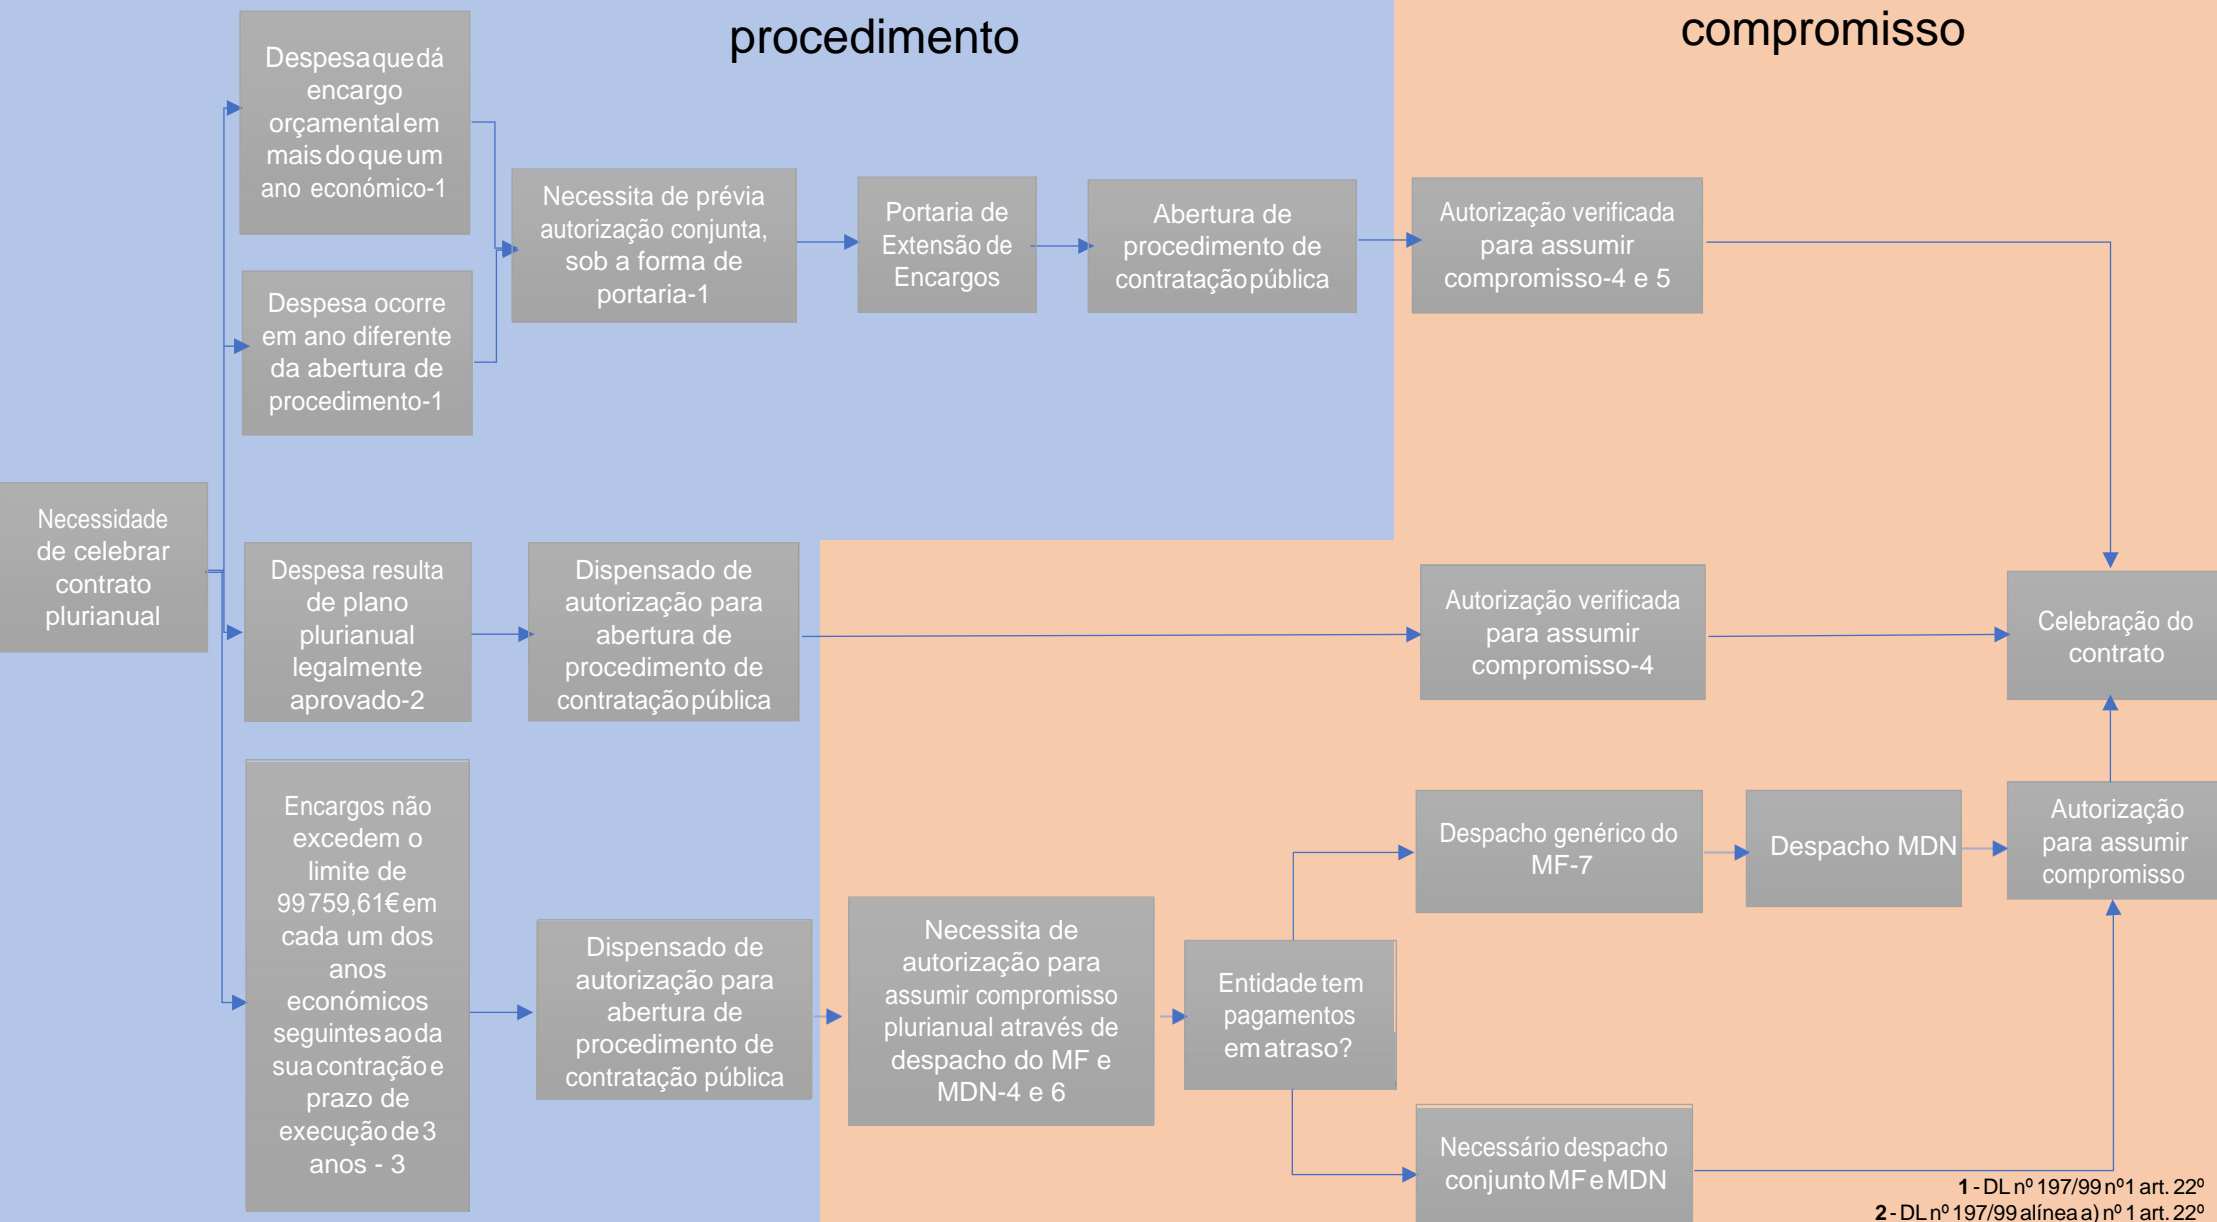 procedimento
compromisso
Despesa que dá
encargo
orçamental em
mais do que um
ano económico-1
Despesa ocorre
em ano diferente
da abertura de
procedimento-1
Necessita de prévia
autorização conjunta,
sob a forma de
portaria-1
Portaria de
Extensão de
Encargos
Abertura de
procedimento de
contratação pública
Autorização verificada
para assumir
compromisso-4 e 5
Necessidade
de celebrar
contrato
plurianual
Despesa resulta
de plano
plurianual
legalmente
aprovado-2
Dispensado de
autorização para
abertura de
procedimento de
contratação pública
Autorização verificada
para assumir
compromisso-4
Celebração do
contrato
Encargos não
excedem o
limite de
99 759,61€ em
cada um dos
anos
económicos
seguintes ao da
sua contração e
prazo de
execução de 3
anos - 3
Dispensado de
autorização para
abertura de
procedimento de
contratação pública
Necessita de
autorização para
assumir compromisso
plurianual através de
despacho do MF e
MDN-4 e 6
Entidade tem
pagamentos
em atraso?
Despacho genérico do
MF-7
Despacho MDN
Autorização
para assumir
compromisso
Necessário despacho
conjunto MF e MDN
1 - DL nº 197/99 nº1 art. 22º
2 - DL nº 197/99 alínea a) nº 1 art. 22º